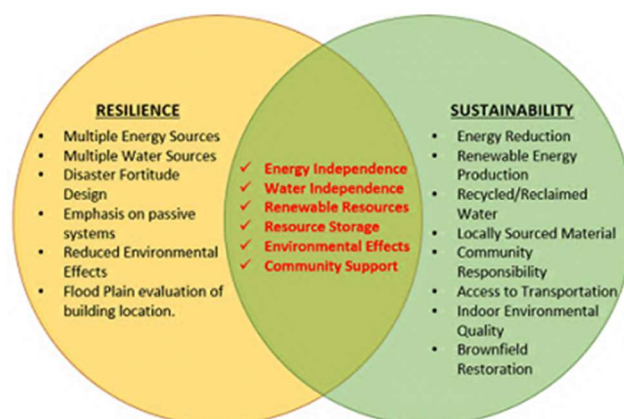 RESILIENCE
• Multiple Energy Sources
• Multiple Water Sources
• Disaster Fortitude
Design
• Emphasis on passive
systems
• Reduced Environmental
Effects
• Flood Plain evaluation of
building location.
✓ Energy Independence
✓ Water Independence
✓ Renewable Resources
✓ Resource Storage
✓ Environmental Effects
✓ Community Support
SUSTAINABILITY
• Energy Reduction
• Renewable Energy
Production
• Recycled/Reclaimed
Water
• Locally Sourced Material
• Community
Responsibility
• Access to Transportation
• Indoor Environmental
Quality
• Brownfield
Restoration